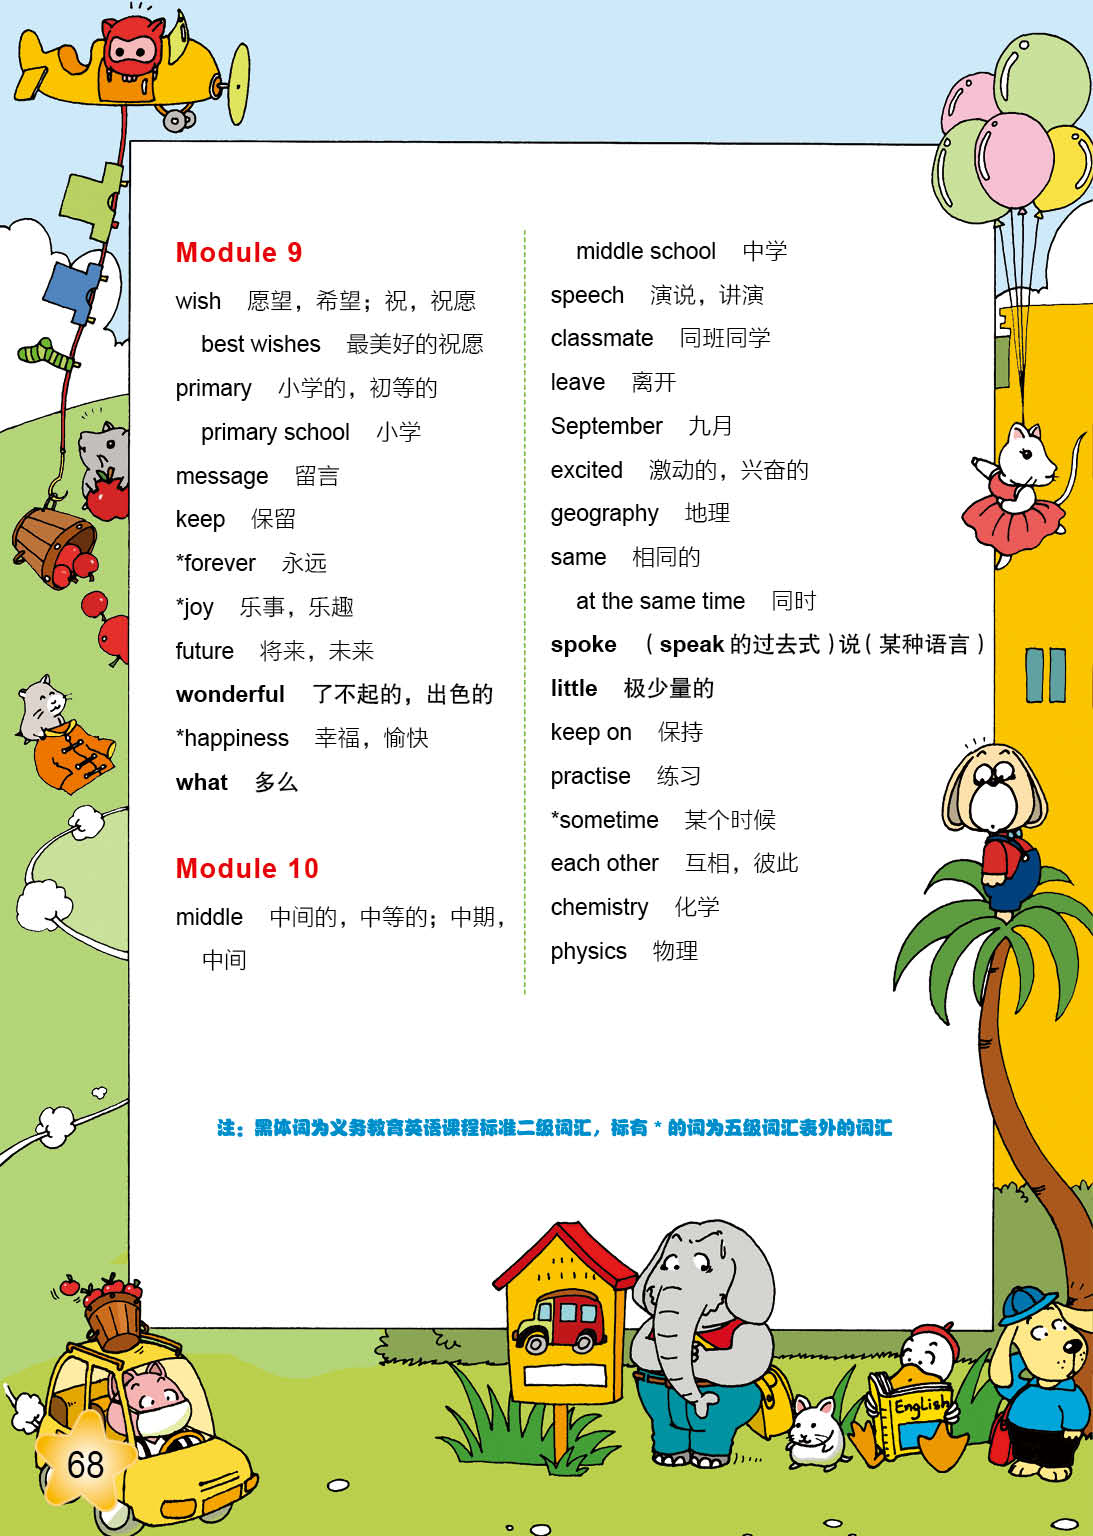 Module 9
wish 愿望，希望；祝，祝愿
best wishes 最美好的祝愿
primary 小学的，初等的
primary school 小学
message 留言
keep 保留
*forever 永远
*joy 乐事，乐趣
future 将来，未来
wonderful 了不起的，出色的
*happiness 幸福，愉快
what 多么
Module 10
middle 中间的，中等的；中期，
中间
middle school 中学
speech 演说，讲演
classmate 同班同学
leave 离开
September 九月
excited 激动的，兴奋的
geography 地理
same 相同的
at the same time 同时
spoke （speak 的过去式）说（某种语言）
little 极少量的
keep on 保持
practise 练习
*sometime 某个时候
each other 互相，彼此
chemistry 化学
physics 物理
注：黑体词为义务教育英语课程标准二级词汇，标有 * 的词为五级词汇表外的词汇
English
68